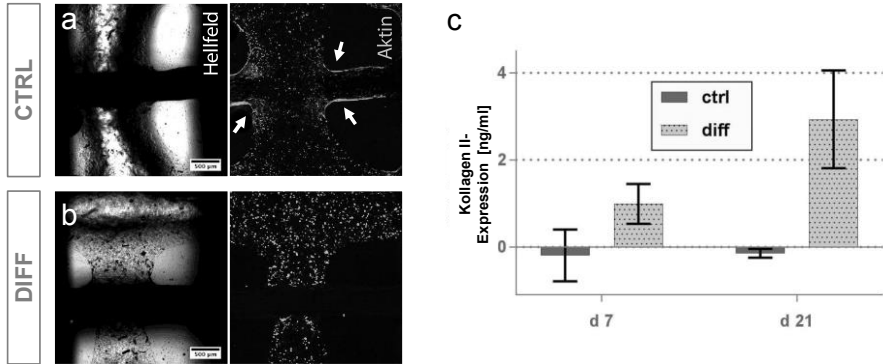 a
Hellfeld
Aktin
CTRL
500 µm
b
DIFF
500 µm
c
Kollagen II-
Expression [ng/ml]
4
2
0
ctrl
diff
d 7
d 21